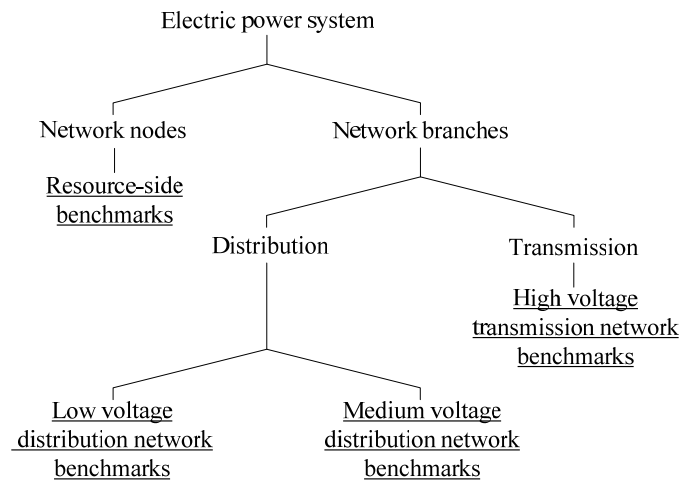 Electric power system
Network nodes
Network branches
Resource-side
benchmarks
Distribution
Transmission
High voltage
transmission network
benchmarks
Low voltage
distribution network
benchmarks
Medium voltage
distribution network
benchmarks